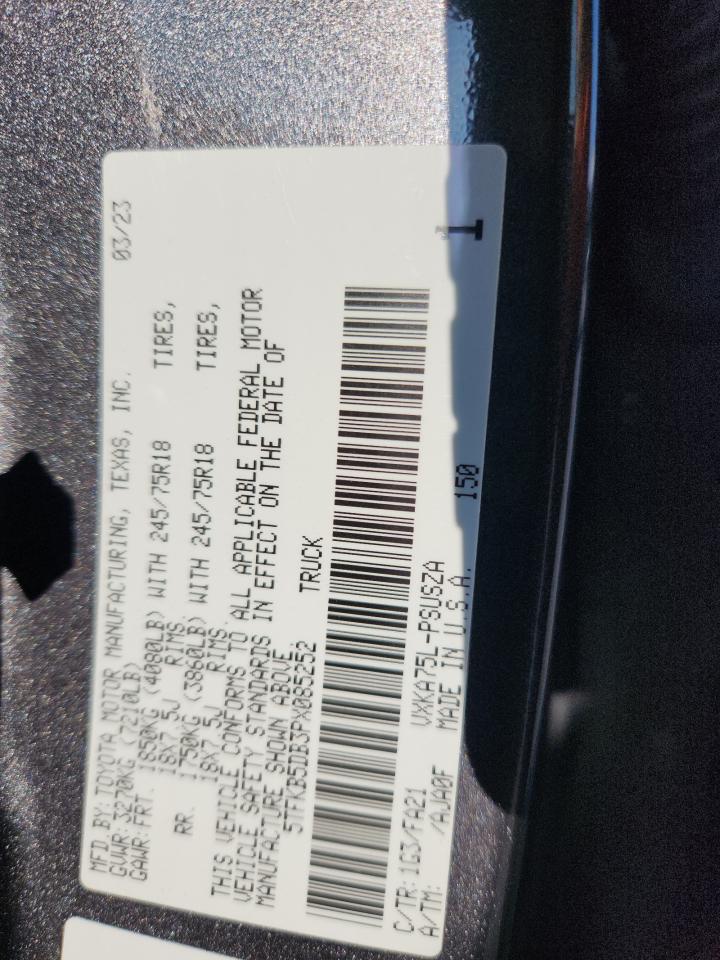 MFD BY: TOYOTA MOTOR MANUFACTURING, TEXAS, INC. 03/23
GVWR: 3270KG (7210LB)
GAWR: FRT. 1850KG (4080LB) WITH 245/75R18 TIRES,
18X7.5J RIMS
RR. 1750KG (3860LB) WITH 245/75R18 TIRES,
18X7.5J RIMS
THIS VEHICLE CONFORMS TO ALL APPLICABLE FEDERAL MOTOR
VEHICLE SAFETY STANDARDS IN EFFECT ON THE DATE OF
MANUFACTURE SHOWN ABOVE.
5TFKB5DB3PX085252 TRUCK
C/TR: 1G3/FA21 VXKA75L-PSUSZA
A/TM: /AJA0F MADE IN U.S.A. 150
I